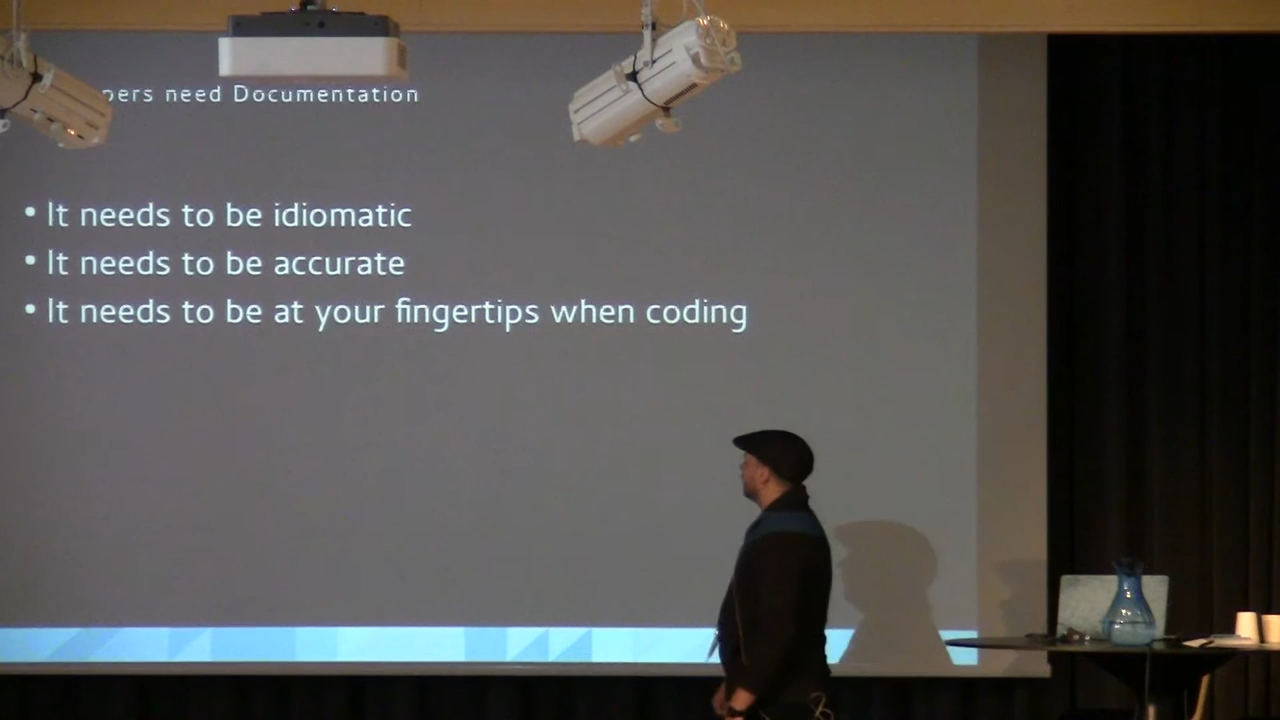 need Documentation
• It needs to be idiomatic
• It needs to be accurate
• It needs to be at your fingertips when coding